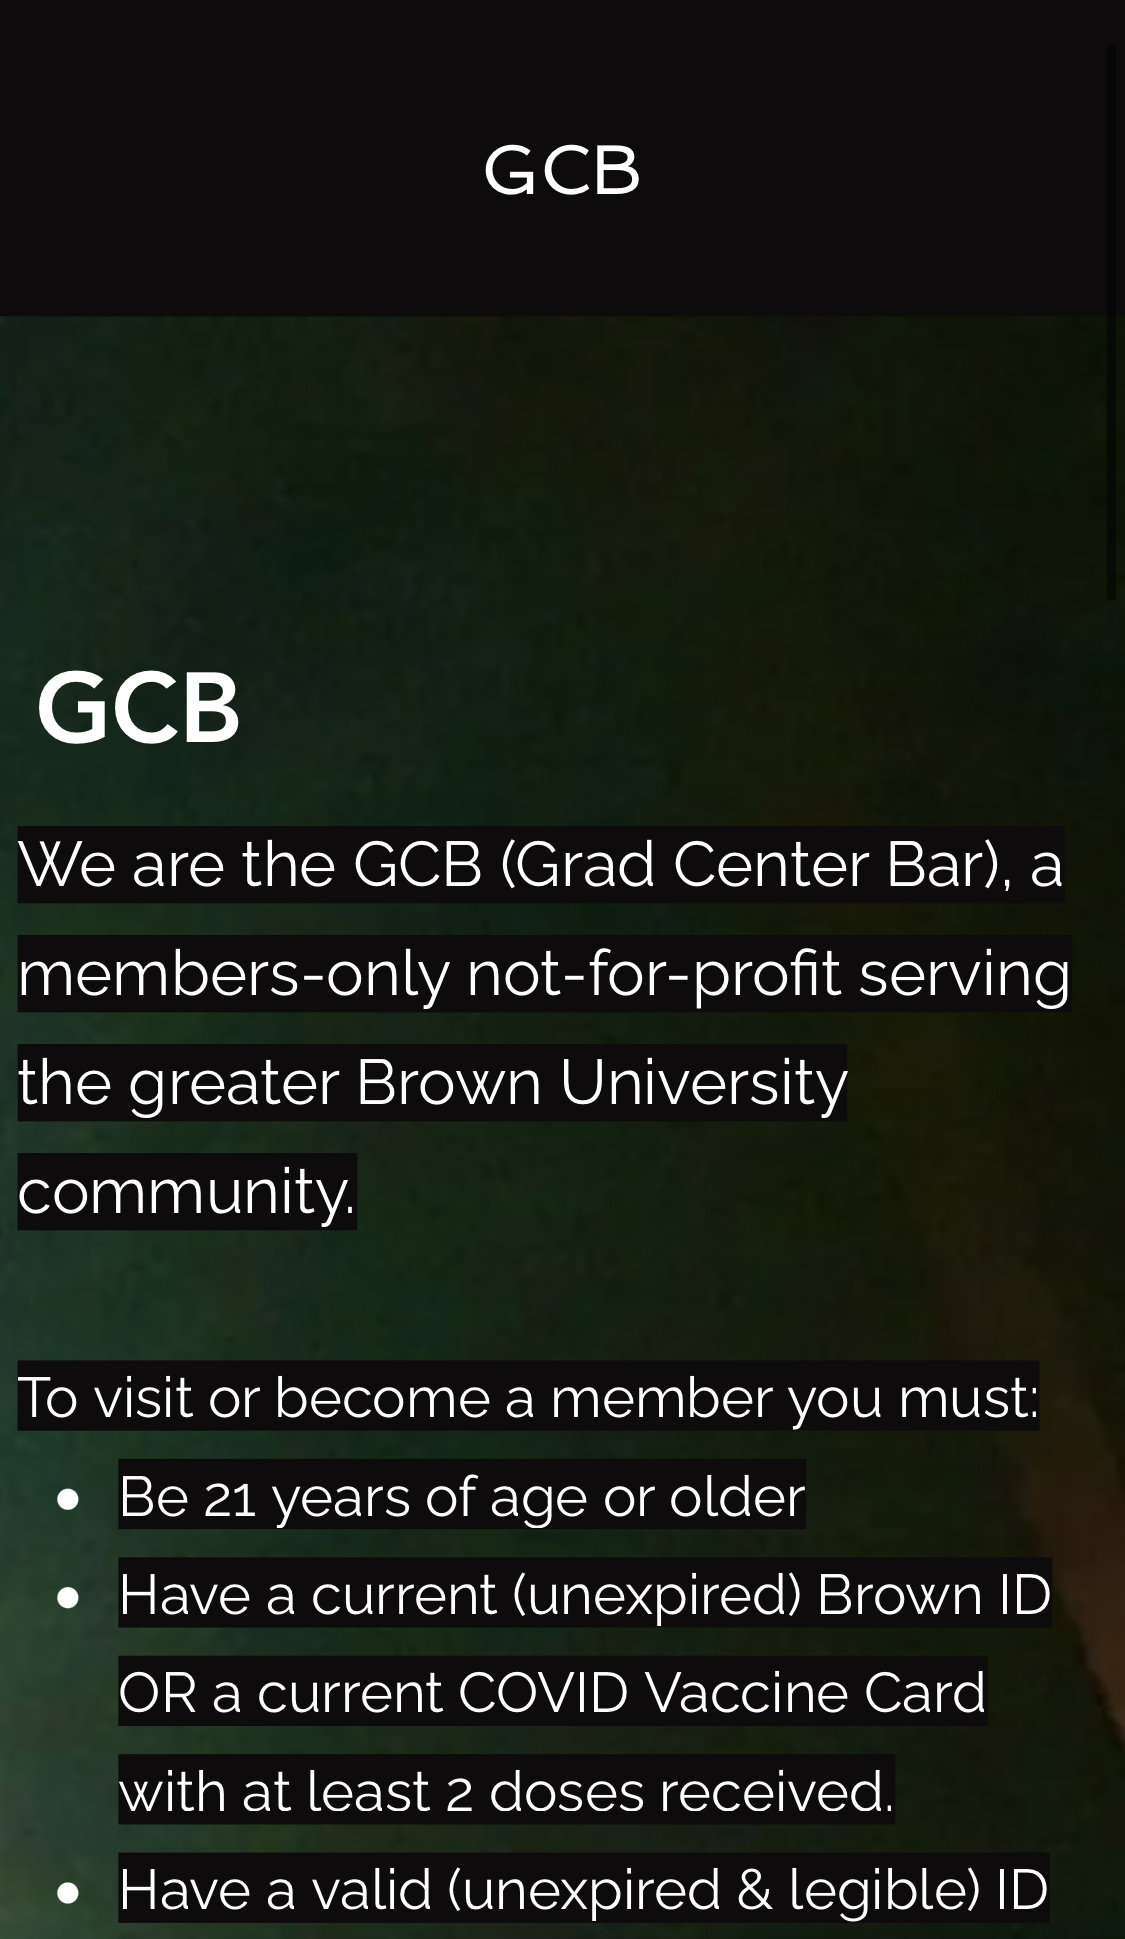 GCB
GCB
We are the GCB (Grad Center Bar), a
members-only not-for-profit serving
the greater Brown University
community.
To visit or become a member you must:
• Be 21 years of age or older
• Have a current (unexpired) Brown ID
OR a current COVID Vaccine Card
with at least 2 doses received.
• Have a valid (unexpired & legible) ID